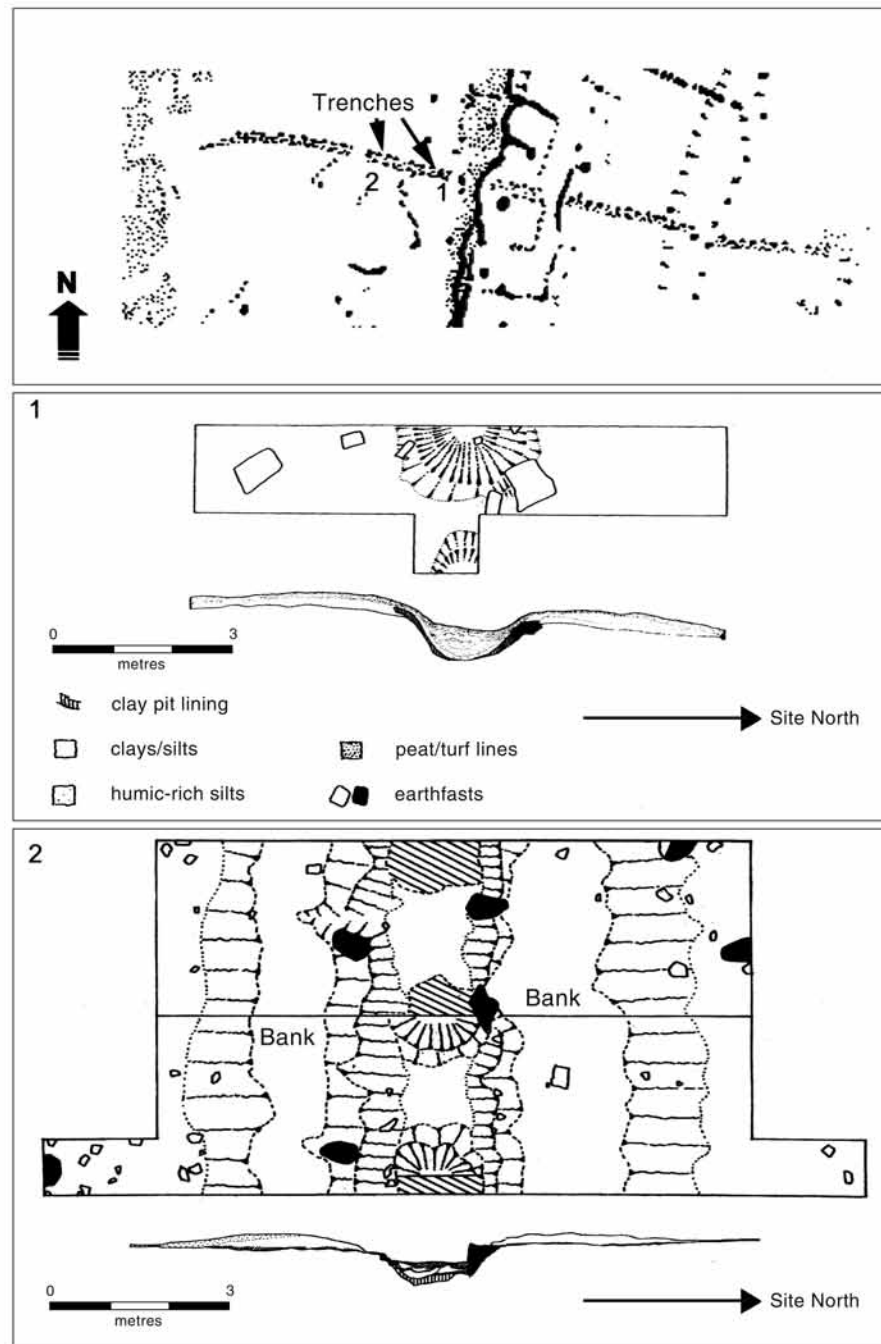 Trenches
2
1
N
1
0 3
metres
clay pit lining
clays/silts
peat/turf lines
humic-rich silts
earthfasts
Site North
2
Bank
Bank
0 3
metres
Site North